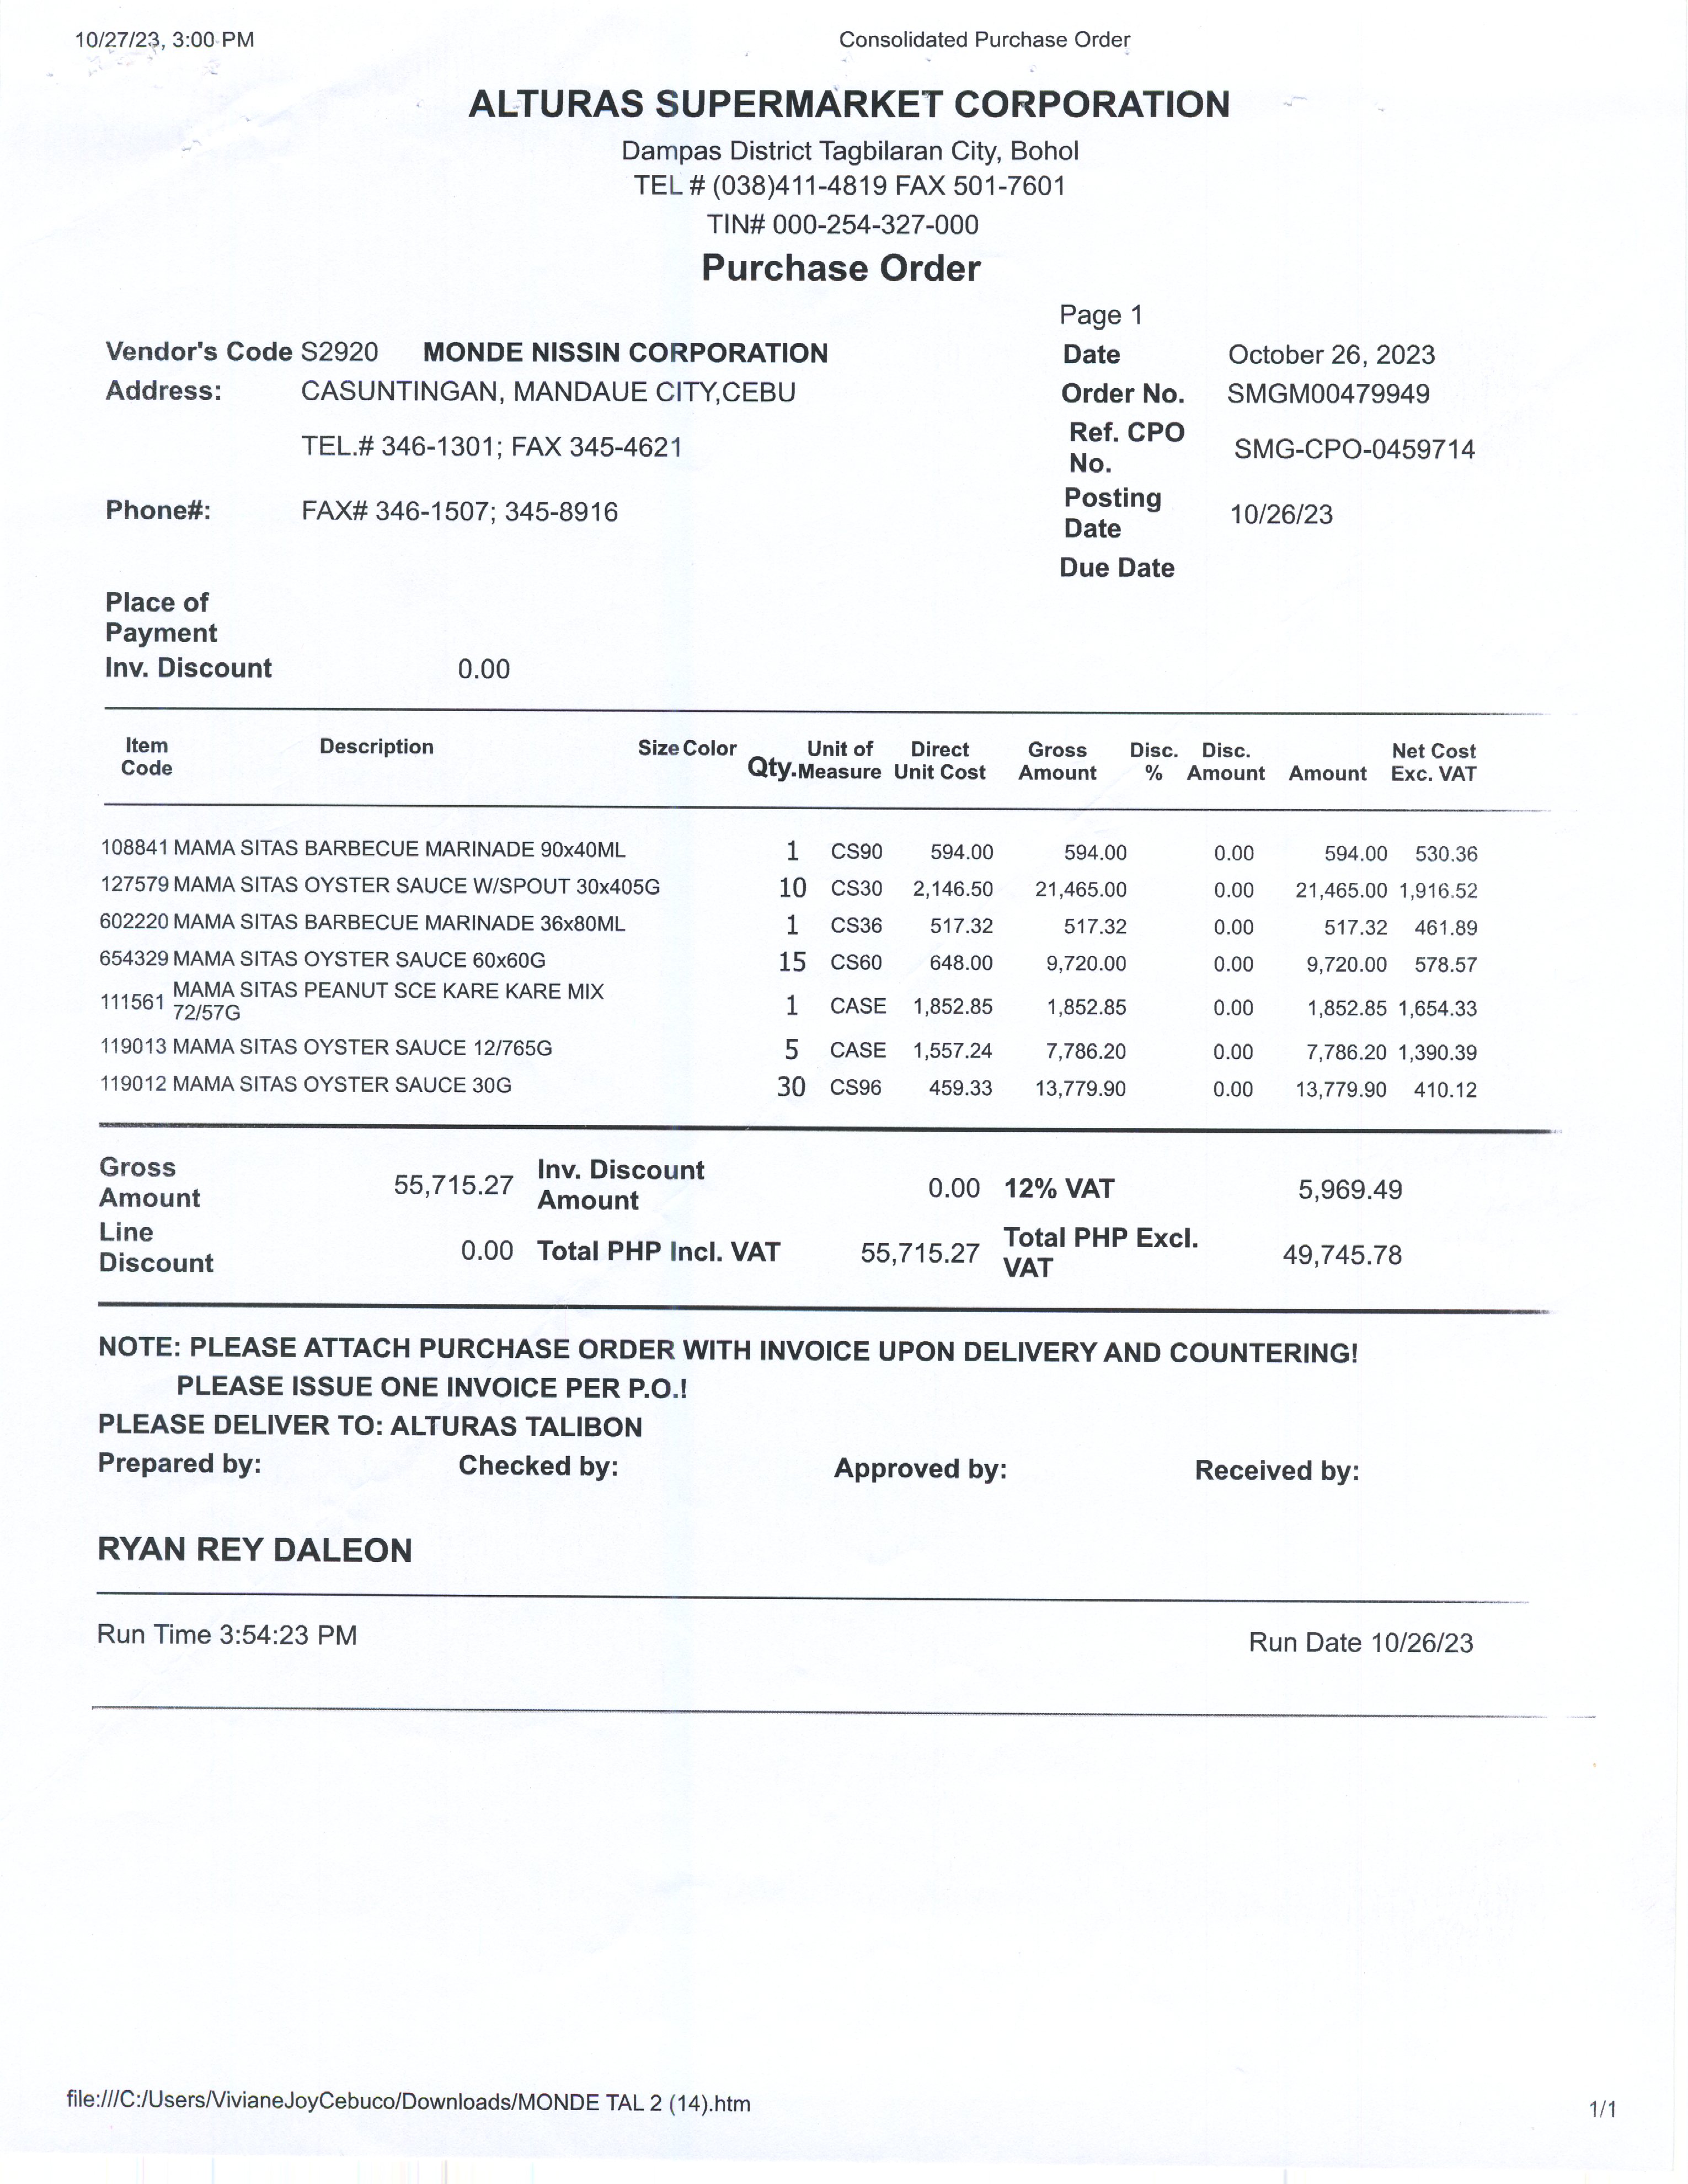 10/27/23, 3:00 PM Consolidated Purchase Order
ALTURAS SUPERMARKET CORPORATION
Dampas District Tagbilaran City, Bohol
TEL # (038)411-4819 FAX 501-7601
TIN# 000-254-327-000
Purchase Order
Page 1
Vendor's Code S2920 MONDE NISSIN CORPORATION Date October 26, 2023
Address: CASUNTINGAN, MANDAUE CITY,CEBU Order No. SMGM00479949
TEL.# 346-1301; FAX 345-4621 Ref. CPO No. SMG-CPO-0459714
Phone#: FAX# 346-1507; 345-8916 Posting Date 10/26/23
Due Date
Place of Payment
Inv. Discount 0.00
Item Code Description Size Color Qty. Unit of Measure Direct Unit Cost Gross Amount Disc. % Disc. Amount Amount Net Cost Exc. VAT
108841 MAMA SITAS BARBECUE MARINADE 90x40ML 1 CS90 594.00 594.00 0.00 594.00 530.36
127579 MAMA SITAS OYSTER SAUCE W/SPOUT 30x405G 10 CS30 2,146.50 21,465.00 0.00 21,465.00 1,916.52
602220 MAMA SITAS BARBECUE MARINADE 36x80ML 1 CS36 517.32 517.32 0.00 517.32 461.89
654329 MAMA SITAS OYSTER SAUCE 60x60G 15 CS60 648.00 9,720.00 0.00 9,720.00 578.57
111561 MAMA SITAS PEANUT SCE KARE KARE MIX 72/57G 1 CASE 1,852.85 1,852.85 0.00 1,852.85 1,654.33
119013 MAMA SITAS OYSTER SAUCE 12/765G 5 CASE 1,557.24 7,786.20 0.00 7,786.20 1,390.39
119012 MAMA SITAS OYSTER SAUCE 30G 30 CS96 459.33 13,779.90 0.00 13,779.90 410.12
Gross Amount 55,715.27 Inv. Discount Amount 0.00 12% VAT 5,969.49
Line Discount 0.00 Total PHP Incl. VAT 55,715.27 Total PHP Excl. VAT 49,745.78
NOTE: PLEASE ATTACH PURCHASE ORDER WITH INVOICE UPON DELIVERY AND COUNTERING!
PLEASE ISSUE ONE INVOICE PER P.O.!
PLEASE DELIVER TO: ALTURAS TALIBON
Prepared by: Checked by: Approved by: Received by:
RYAN REY DALEON
Run Time 3:54:23 PM Run Date 10/26/23
file:///C:/Users/VivianeJoyCebuco/Downloads/MONDE TAL 2 (14).htm 1/1